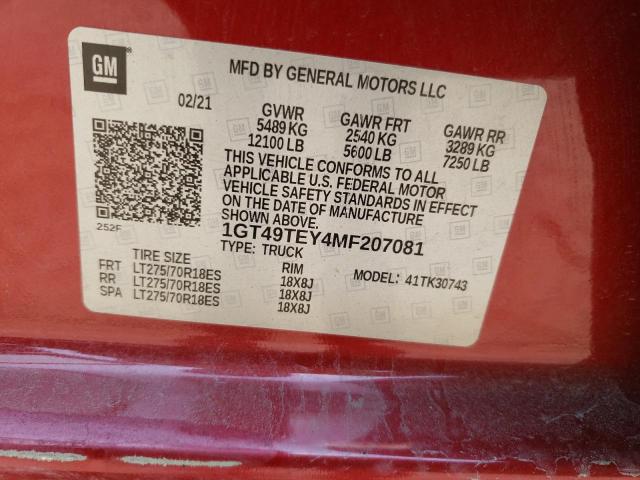 GM
MFD BY GENERAL MOTORS LLC
02/21
GVWR GAWR FRT GAWR RR
5489 KG 2540 KG 3289 KG
12100 LB 5600 LB 7250 LB
THIS VEHICLE CONFORMS TO ALL
APPLICABLE U.S. FEDERAL MOTOR
VEHICLE SAFETY STANDARDS IN EFFECT
ON THE DATE OF MANUFACTURE
SHOWN ABOVE.
252F
1GT49TEY4MF207081
TYPE: TRUCK
TIRE SIZE RIM MODEL: 41TK30743
FRT LT275/70R18ES 18X8J
RR LT275/70R18ES 18X8J
SPA LT275/70R18ES 18X8J